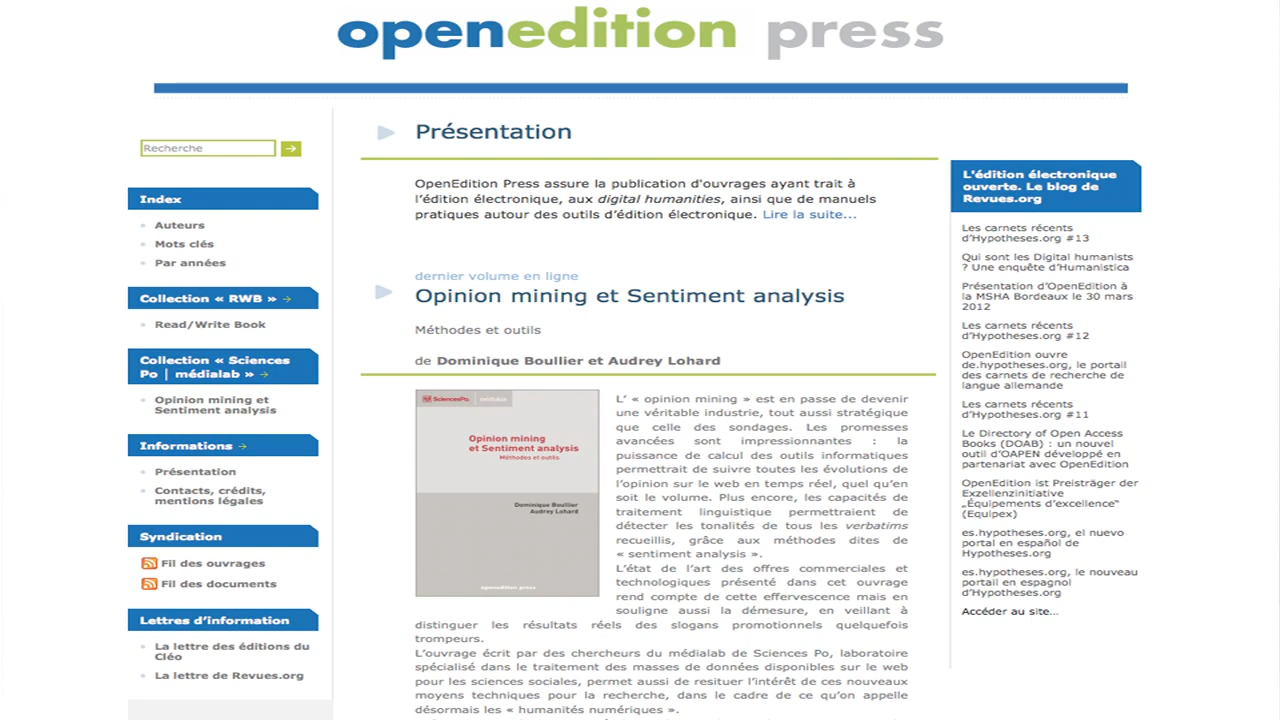 openedition press
Recherche
Index
Auteurs
Mots clés
Par années
Collection « RWB »
Read/Write Book
Collection « Sciences
Po | médialab »
Opinion mining et
Sentiment analysis
Informations
Présentation
Contacts, crédits,
mentions légales
Syndication
Fil des ouvrages
Fil des documents
Lettres d'information
La lettre des éditions du
Cléo
La lettre de Revues.org
Présentation
OpenEdition Press assure la publication d'ouvrages ayant trait à
l'édition électronique, aux digital humanities, ainsi que de manuels
pratiques autour des outils d'édition électronique. Lire la suite...
dernier volume en ligne
Opinion mining et Sentiment analysis
Méthodes et outils
de Dominique Boullier et Audrey Lohard
SciencesPo
Opinion mining
et Sentiment analysis
Méthodes et outils
Dominique Boullier
Audrey Lohard
openedition press
L' « opinion mining » est en passe de devenir
une véritable industrie, tout aussi stratégique
que celle des sondages. Les promesses
avancées sont impressionnantes : la
puissance de calcul des outils informatiques
permettrait de suivre toutes les évolutions de
l'opinion sur le web en temps réel, quel qu'en
soit le volume. Plus encore, les capacités de
traitement linguistique permettraient de
détecter les tonalités de tous les verbatims
recueillis, grâce aux méthodes dites de
« sentiment analysis ».
L'état de l'art des offres commerciales et
technologiques présenté dans cet ouvrage
rend compte de cette effervescence mais en
souligne aussi la démesure, en veillant à
distinguer les résultats réels des slogans promotionnels quelquefois
trompeurs.
L'ouvrage écrit par des chercheurs du médialab de Sciences Po, laboratoire
spécialisé dans le traitement des masses de données disponibles sur le web
pour les sciences sociales, permet aussi de resituer l'intérêt de ces nouveaux
moyens techniques pour la recherche, dans le cadre de ce qu'on appelle
désormais les « humanités numériques ».
L'édition électronique
ouverte. Le blog de
Revues.org
Les carnets récents
d'Hypotheses.org #13
Qui sont les Digital humanists
? Une enquête d'Humanistica
Présentation d'OpenEdition à
la MSHA Bordeaux le 30 mars
2012
Les carnets récents
d'Hypotheses.org #12
OpenEdition ouvre
de.hypotheses.org, le portail
des carnets de recherche de
langue allemande
Les carnets récents
d'Hypotheses.org #11
Le Directory of Open Access
Books (DOAB) : un nouvel
outil d'OAPEN développé en
partenariat avec OpenEdition
OpenEdition ist Preisträger der
Exzellenzinitiative
„Équipements d'excellence“
(Equipex)
es.hypotheses.org, el nuevo
portal en español de
Hypotheses.org
es.hypotheses.org, le nouveau
portail en espagnol
d'Hypotheses.org
Accéder au site...